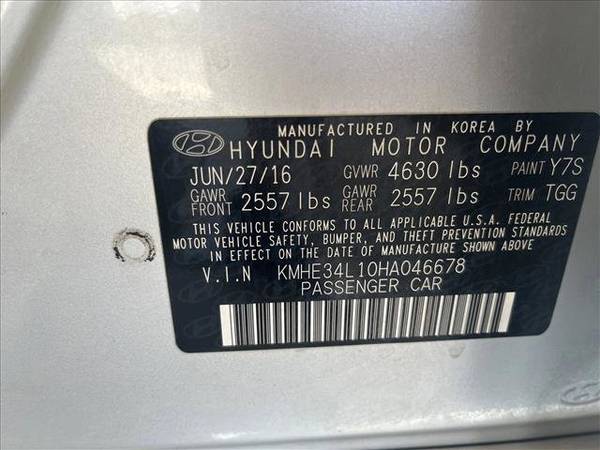 MANUFACTURED IN KOREA BY
HYUNDAI MOTOR COMPANY
JUN/27/16 GVWR 4630 lbs PAINT Y7S
GAWR FRONT 2557 lbs GAWR REAR 2557 lbs TRIM TGG
THIS VEHICLE CONFORMS TO ALL APPLICABLE U.S.A. FEDERAL
MOTOR VEHICLE SAFETY, BUMPER, AND THEFT PREVENTION STANDARDS
IN EFFECT ON THE DATE OF MANUFACTURE SHOWN ABOVE.
V.I.N KMHE34L10HA046678
PASSENGER CAR